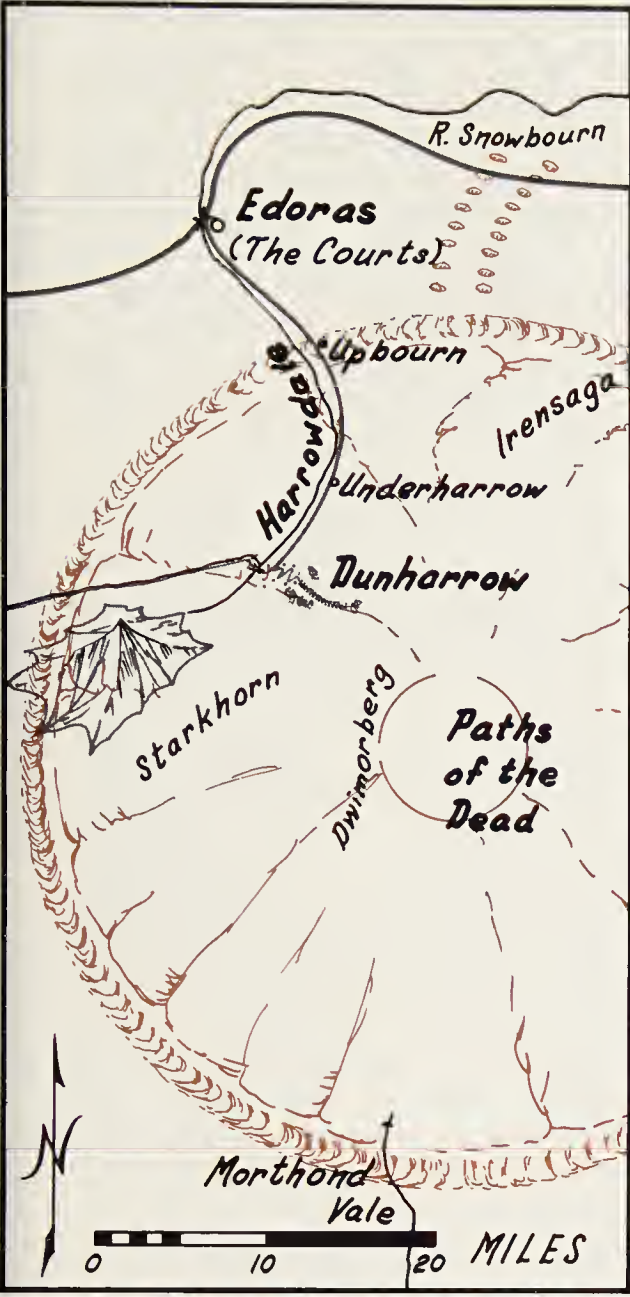 R. Snowbourn
Edoras
(The Courts)
Upbourn
Harrowdale
Irensaga
Underharrow
Dunharrow
Starkhorn
Dwimorberg
Paths
of the
Dead
Morthond
Vale
N
0 10 20 MILES